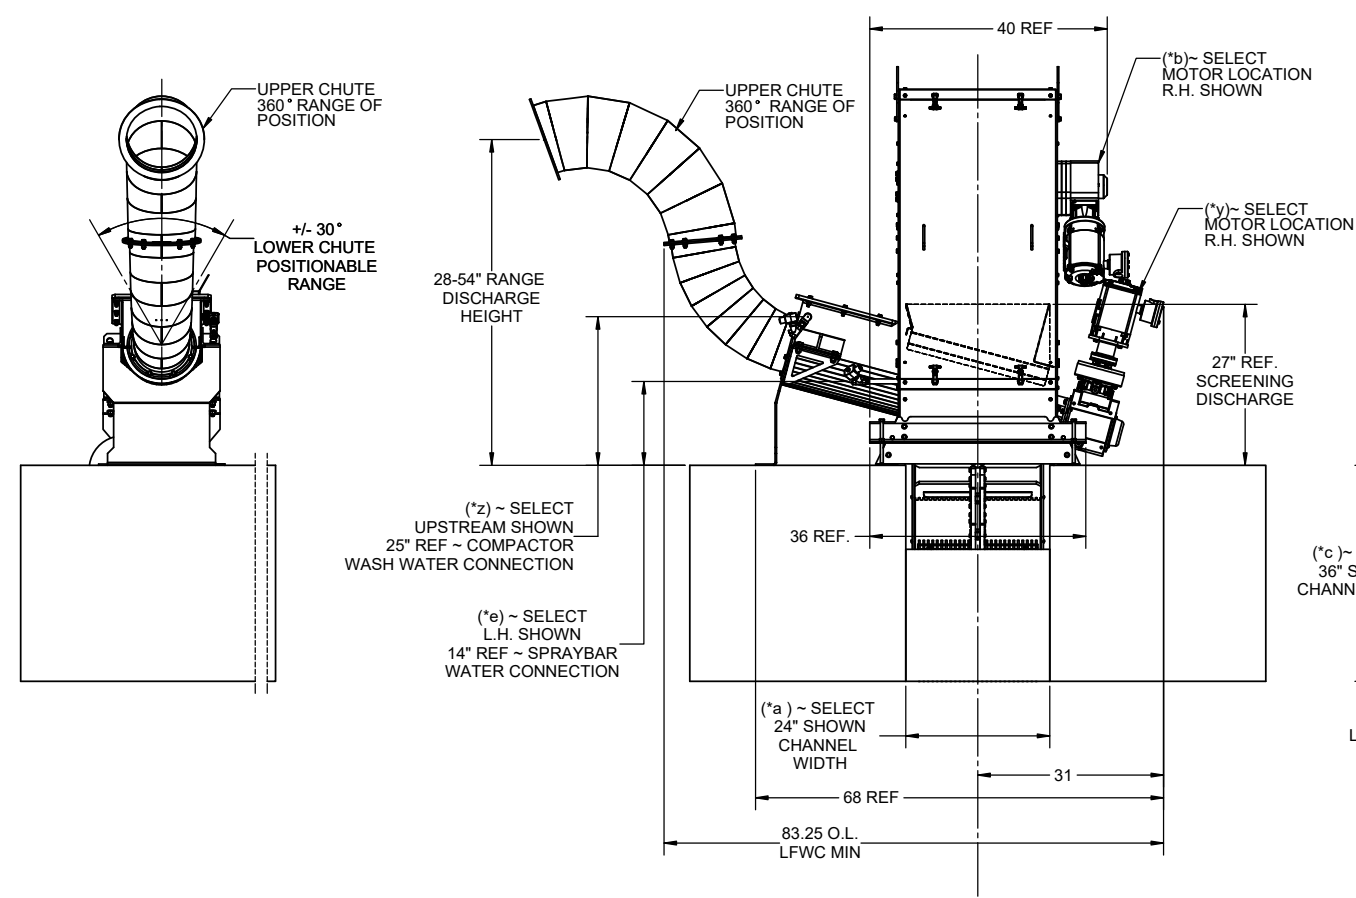 UPPER CHUTE
360° RANGE OF
POSITION
+/- 30°
LOWER CHUTE
POSITIONABLE
RANGE
40 REF
(*b)~ SELECT
MOTOR LOCATION
R.H. SHOWN
UPPER CHUTE
360° RANGE OF
POSITION
(*y)~ SELECT
MOTOR LOCATION
R.H. SHOWN
28-54" RANGE
DISCHARGE
HEIGHT
27" REF.
SCREENING
DISCHARGE
(*z) ~ SELECT
UPSTREAM SHOWN
25" REF ~ COMPACTOR
WASH WATER CONNECTION
36 REF.
(*c )~
36" S
CHANN
(*e) ~ SELECT
L.H. SHOWN
14" REF ~ SPRAYBAR
WATER CONNECTION
(*a ) ~ SELECT
24" SHOWN
CHANNEL
WIDTH
L
31
68 REF
83.25 O.L.
LFWC MIN